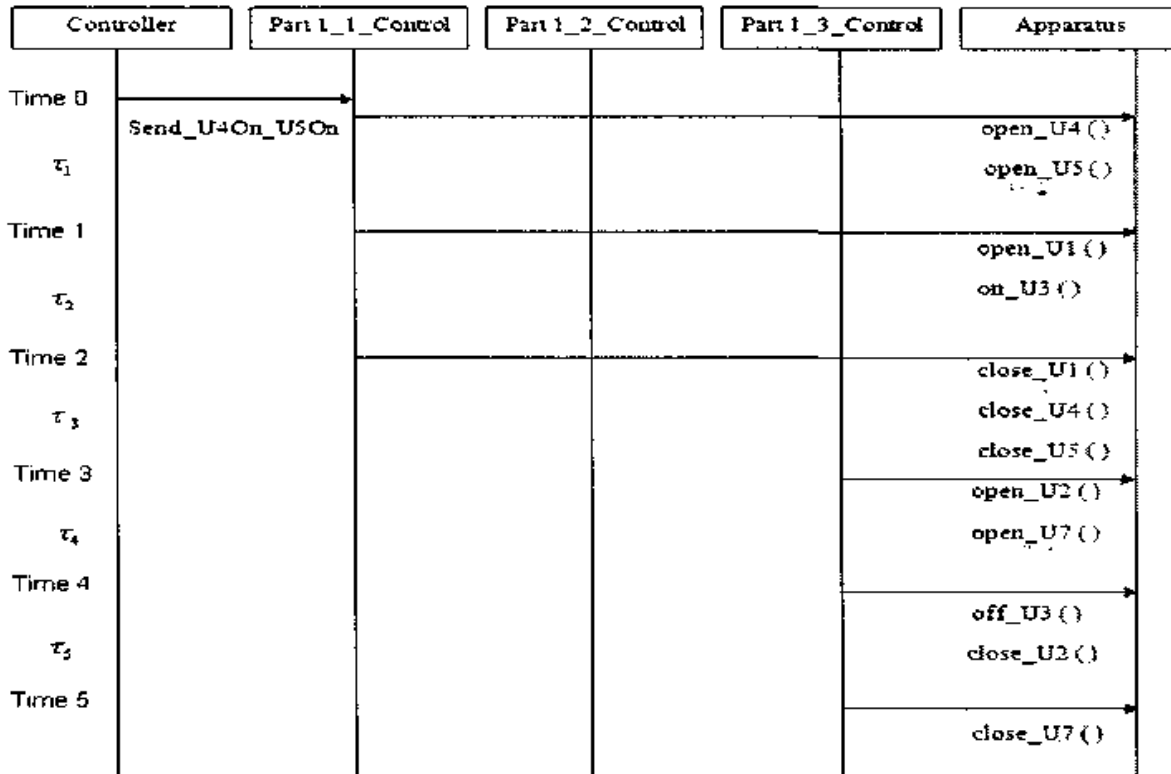 Controller
Part 1_1_Control
Part 1_2_Control
Part 1_3_Control
Apparatus
Time 0
Send_U4On_U5On
open_U4 ( )
τ1
open_U5 ( )
Time 1
open_U1 ( )
τ2
on_U3 ( )
Time 2
close_U1 ( )
τ3
close_U4 ( )
close_U5 ( )
Time 3
open_U2 ( )
τ4
open_U7 ( )
Time 4
off_U3 ( )
τ5
close_U2 ( )
Time 5
close_U7 ( )